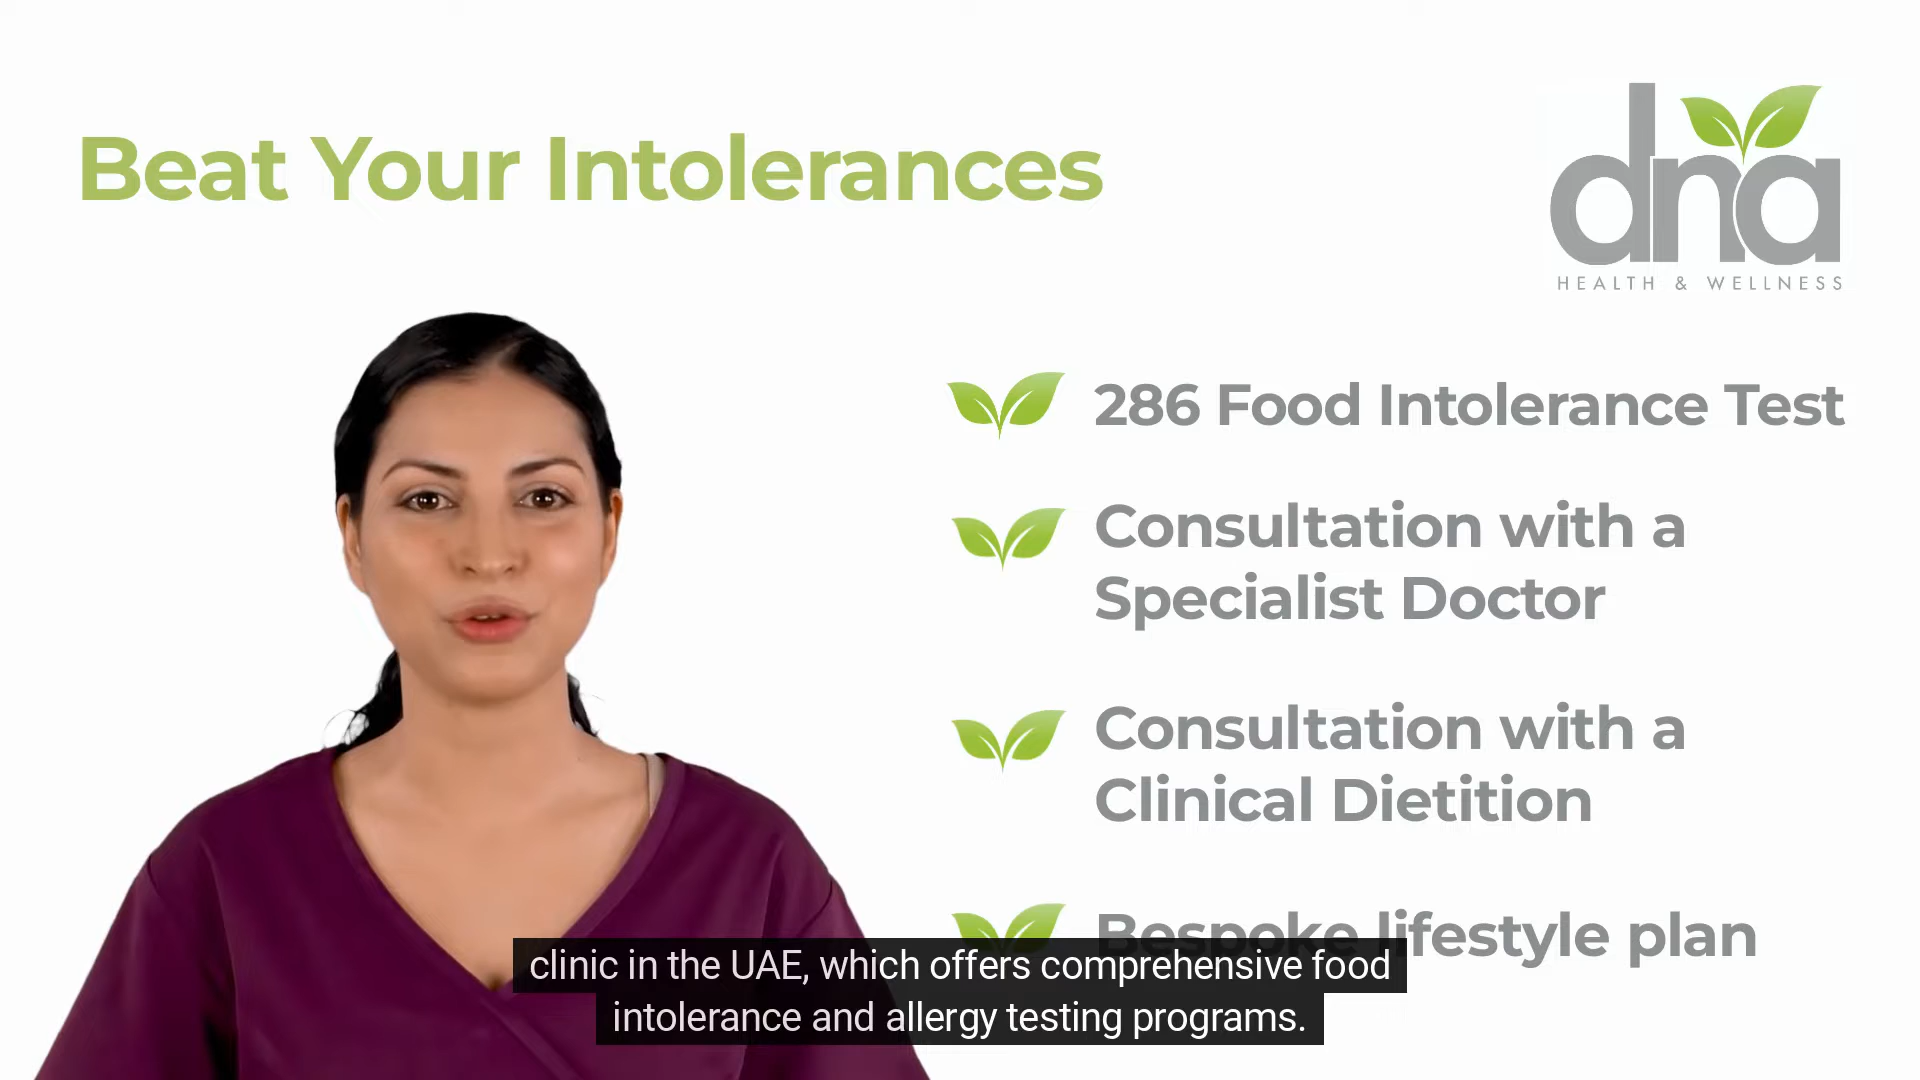 Beat Your Intolerances
dna
HEALTH & WELLNESS
286 Food Intolerance Test
Consultation with a
Specialist Doctor
Consultation with a
Clinical Dietition
Bespoke lifestyle plan
clinic in the UAE, which offers comprehensive food
intolerance and allergy testing programs.